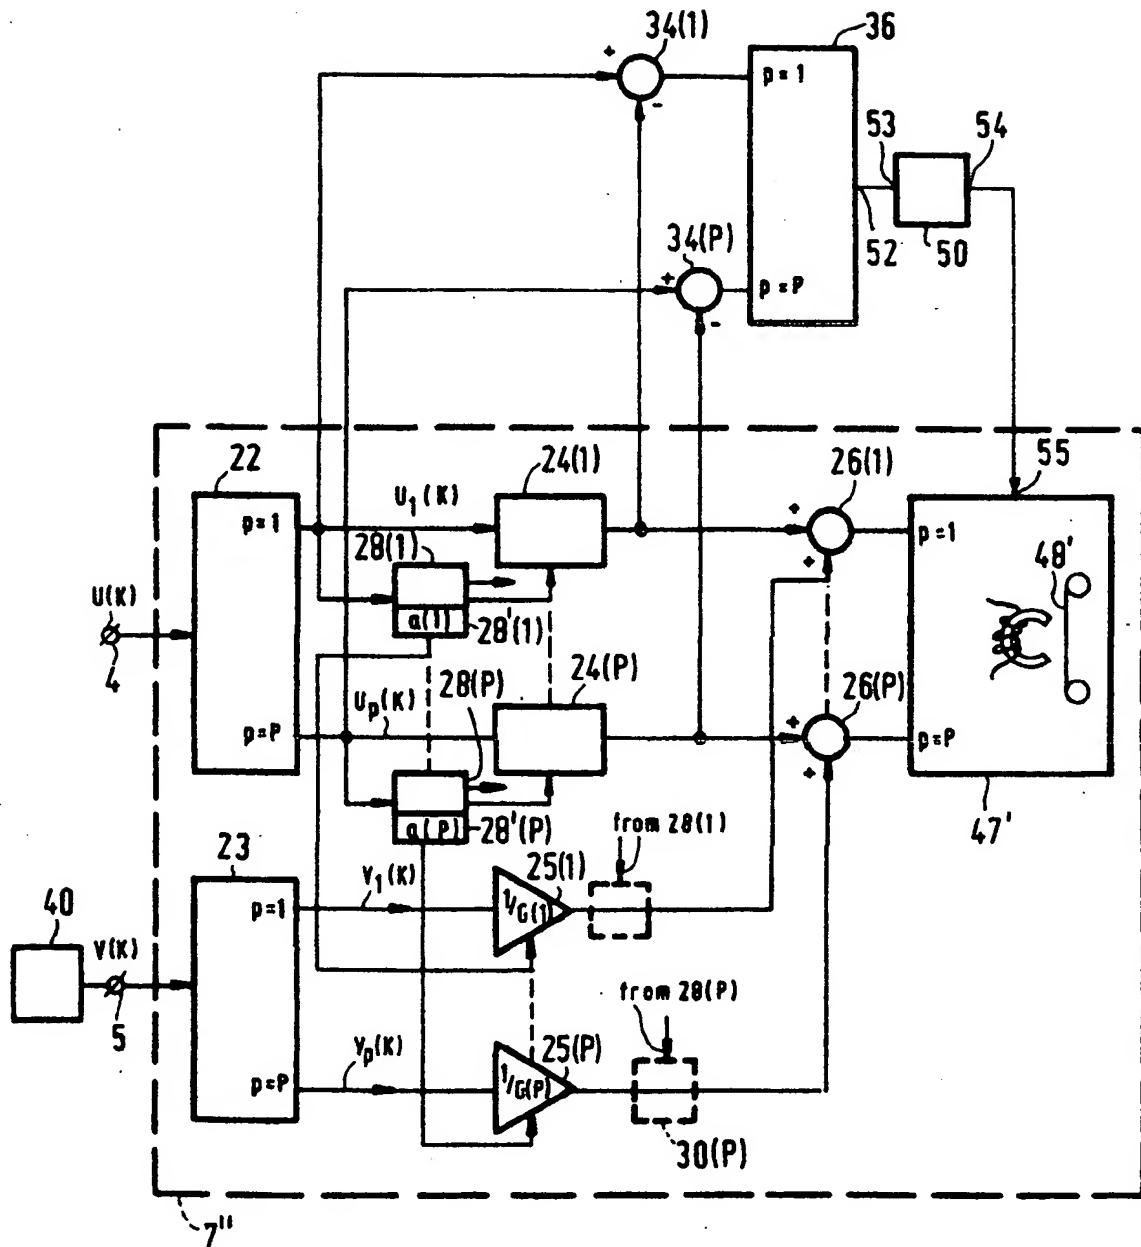 34(1)
36
+
-
p = 1
53
54
52
50
34(P)
+
-
p = P
22
24(1)
26(1)
55
p=1
U₁(K)
28(1)
a(1)
28'(1)
+
+
p=1
48'
U(K)
4
28(P)
24(P)
26(P)
p=P
Uₚ(K)
a(P)
28'(P)
+
+
p=P
47'
from 28(1)
23
25(1)
p=1
V₁(K)
1/G(1)
40
V(K)
5
from 28(P)
25(P)
p=P
Vₚ(K)
1/G(P)
30(P)
7"